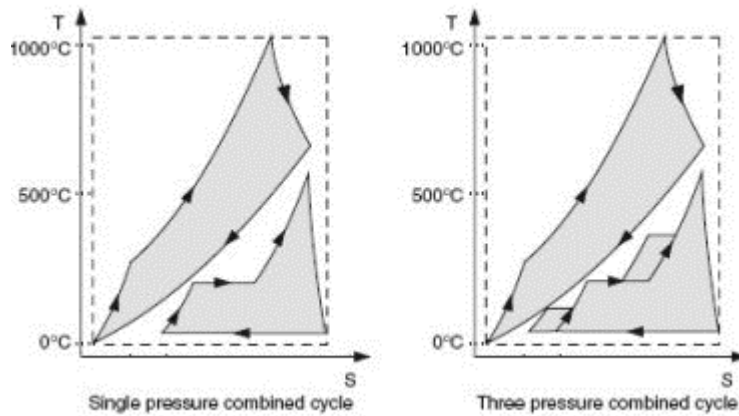 T
1000°C
500°C
0°C
S
Single pressure combined cycle
T
1000°C
500°C
0°C
S
Three pressure combined cycle